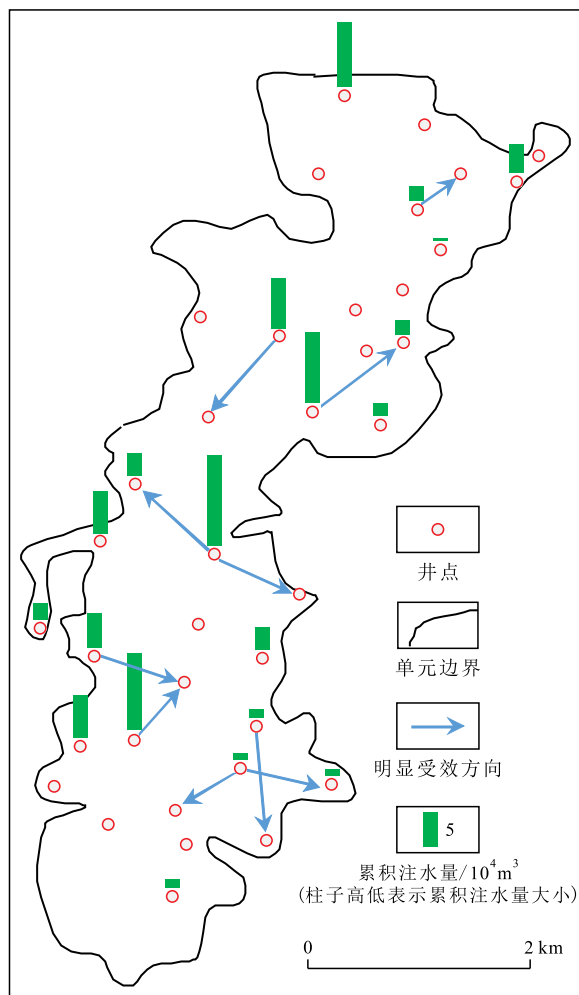 井点
单元边界
明显受效方向
5
累积注水量/10⁴m³
(柱子高低表示累积注水量大小)
0 2 km